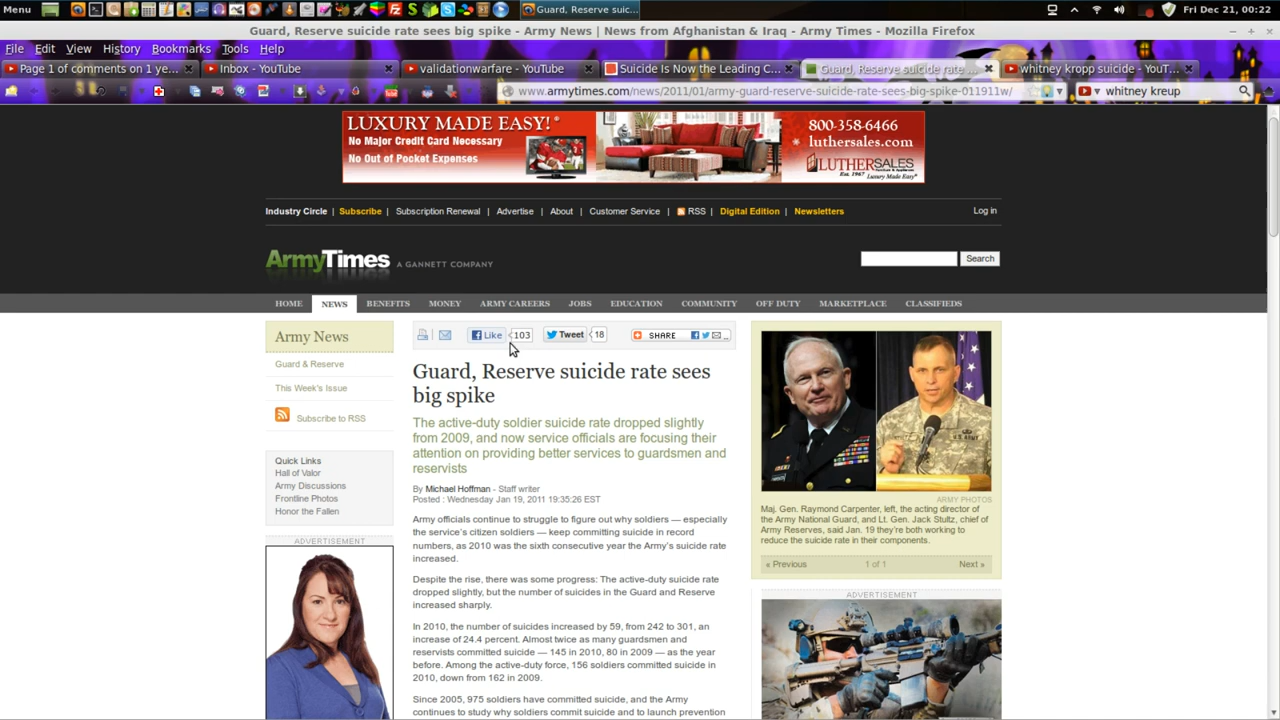 Menu
Guard, Reserve suic...
Fri Dec 21, 00:22
Guard, Reserve suicide rate sees big spike - Army News | News from Afghanistan & Iraq - Army Times - Mozilla Firefox
File Edit View History Bookmarks Tools Help
Page 1 of comments on 1 ye...
Inbox - YouTube
validationwarfare - YouTube
Suicide Is Now the Leading C...
Guard, Reserve suicide rate ...
whitney kropp suicide - YouT...
www.armytimes.com/news/2011/01/army-guard-reserve-suicide-rate-sees-big-spike-011911w/
whitney kreup
LUXURY MADE EASY!®
No Major Credit Card Necessary
No Out of Pocket Expenses
800-358-6466
luthersales.com
LUTHERSALES
Furniture & Appliances
Est. 1967 Luxury Made Easy®
Industry Circle | Subscribe | Subscription Renewal | Advertise | About | Customer Service | RSS | Digital Edition | Newsletters
Log in
ArmyTimes A GANNETT COMPANY
Search
HOME NEWS BENEFITS MONEY ARMY CAREERS JOBS EDUCATION COMMUNITY OFF DUTY MARKETPLACE CLASSIFIEDS
Army News
Guard & Reserve
This Week's Issue
Subscribe to RSS
Quick Links
Hall of Valor
Army Discussions
Frontline Photos
Honor the Fallen
ADVERTISEMENT
Like 103 Tweet 18 SHARE
Guard, Reserve suicide rate sees
big spike
The active-duty soldier suicide rate dropped slightly
from 2009, and now service officials are focusing their
attention on providing better services to guardsmen and
reservists
By Michael Hoffman - Staff writer
Posted : Wednesday Jan 19, 2011 19:35:26 EST
Army officials continue to struggle to figure out why soldiers — especially
the service's citizen soldiers — keep committing suicide in record
numbers, as 2010 was the sixth consecutive year the Army's suicide rate
increased.
Despite the rise, there was some progress: The active-duty suicide rate
dropped slightly, but the number of suicides in the Guard and Reserve
increased sharply.
In 2010, the number of suicides increased by 59, from 242 to 301, an
increase of 24.4 percent. Almost twice as many guardsmen and
reservists committed suicide — 145 in 2010, 80 in 2009 — as the year
before. Among the active-duty force, 156 soldiers committed suicide in
2010, down from 162 in 2009.
Since 2005, 975 soldiers have committed suicide, and the Army
continues to study why soldiers commit suicide and to launch prevention
ARMY PHOTOS
Maj. Gen. Raymond Carpenter, left, the acting director of
the Army National Guard, and Lt. Gen. Jack Stultz, chief of
Army Reserves, said Jan. 19 they're both working to
reduce the suicide rate in their components.
« Previous 1 of 1 Next »
ADVERTISEMENT